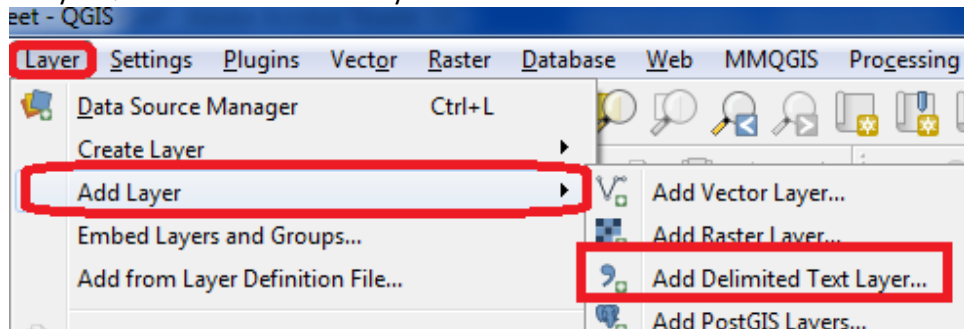 eet - QGIS
Layer Settings Plugins Vector Raster Database Web MMQGIS Processing
Data Source Manager Ctrl+L
Create Layer
Add Layer
Add Vector Layer...
Embed Layers and Groups...
Add Raster Layer...
Add from Layer Definition File...
Add Delimited Text Layer...
Add PostGIS Layers...